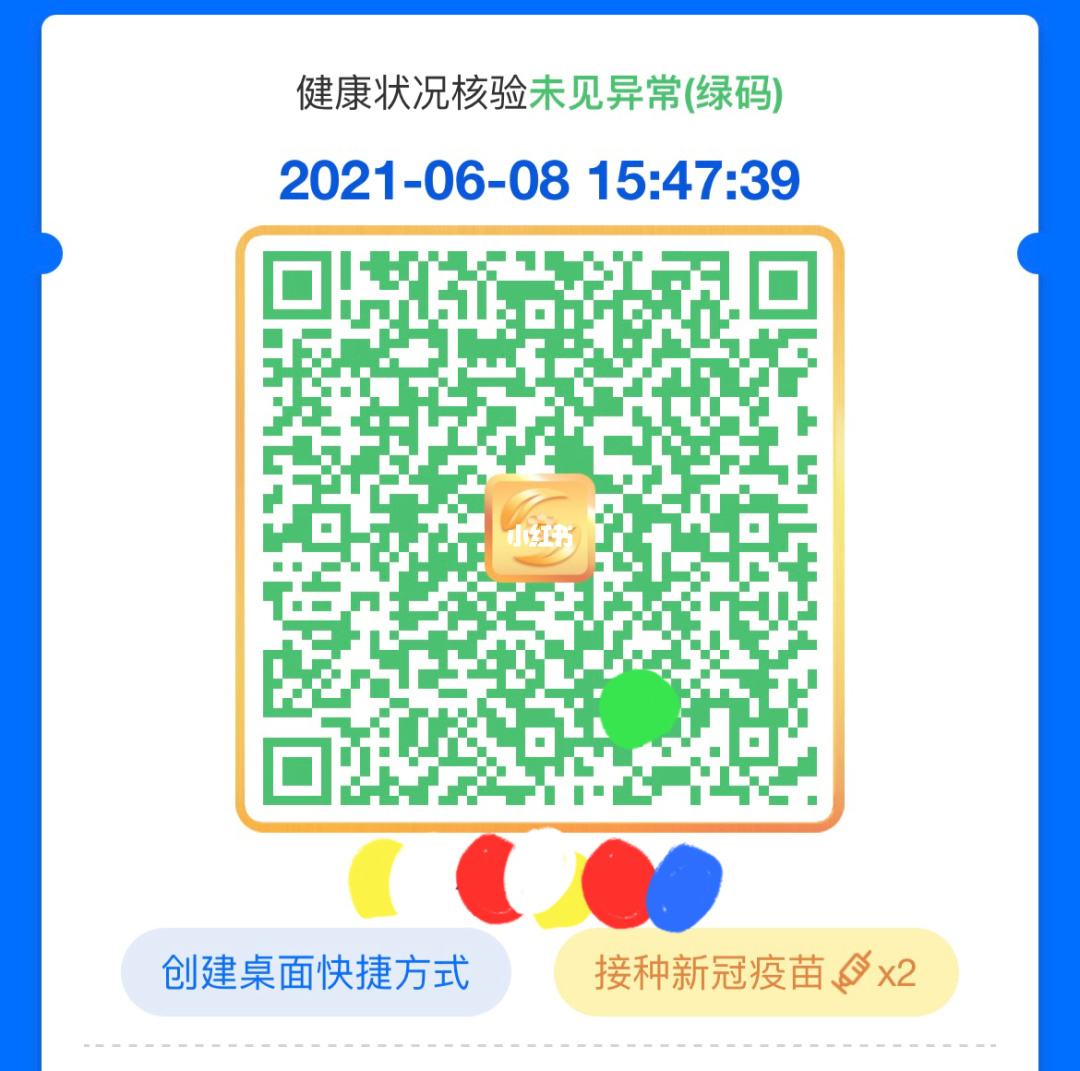 健康状况核验未见异常(绿码)
2021-06-08 15:47:39
小红书
创建桌面快捷方式
接种新冠疫苗 x2